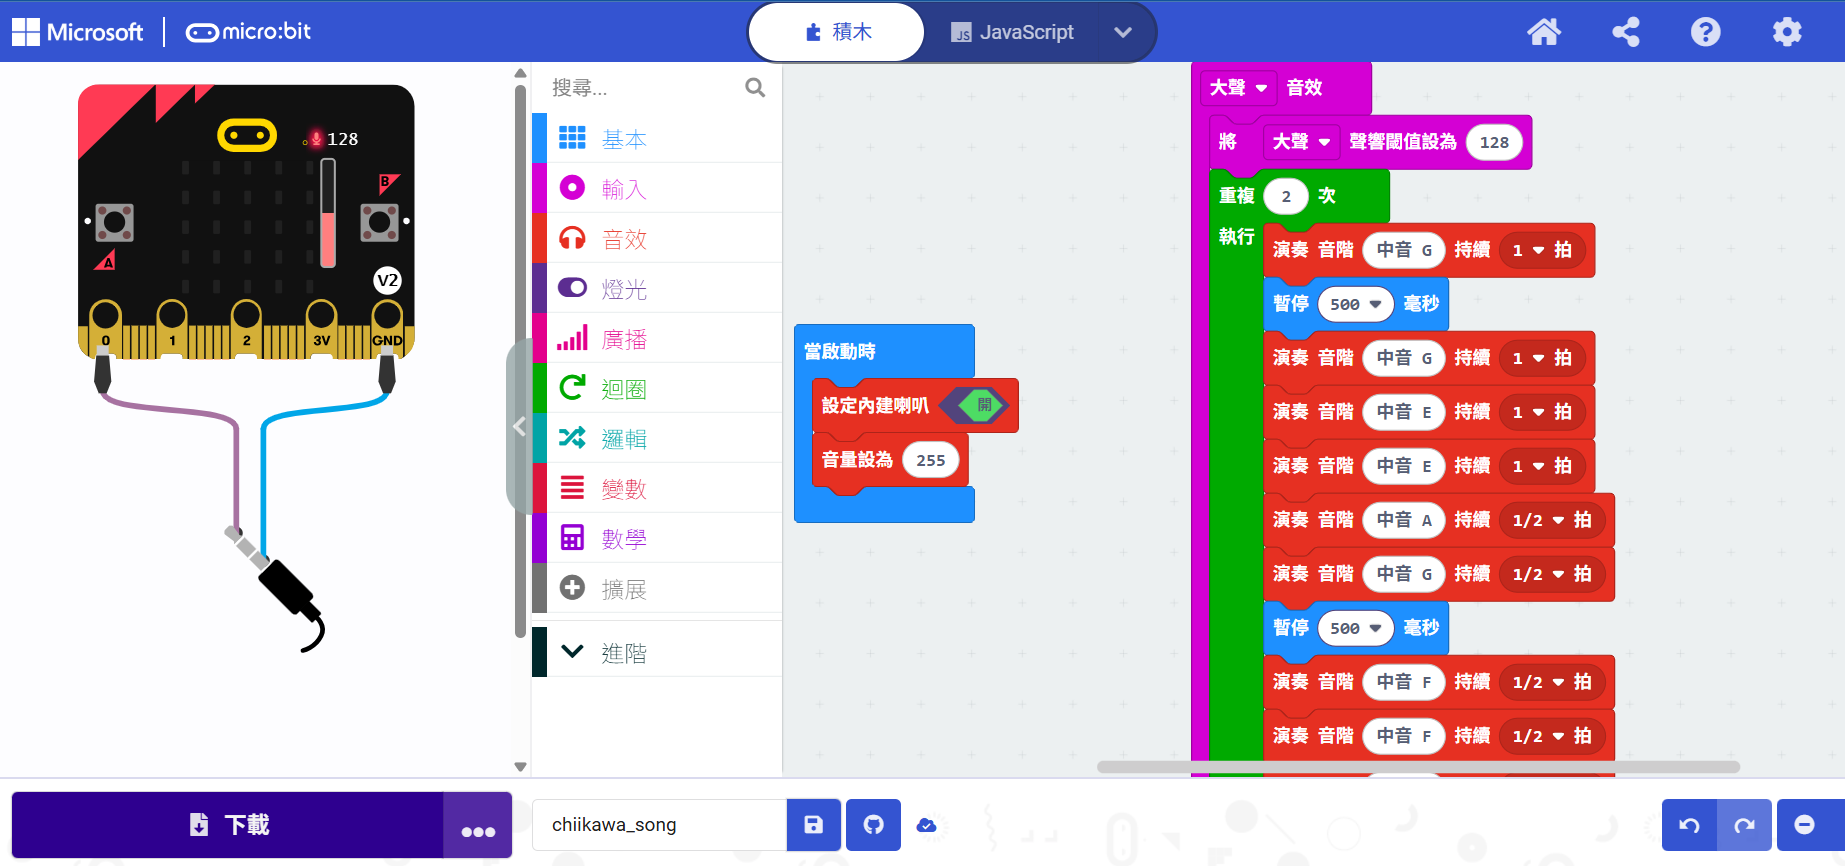 Microsoft micro:bit
積木
JavaScript
128
B
A
V2
0 1 2 3V GND
搜尋...
基本
輸入
音效
燈光
廣播
迴圈
邏輯
變數
數學
擴展
進階
當啟動時
設定內建喇叭 開
音量設為 255
大聲 音效
將 大聲 聲響閾值設為 128
重複 2 次
執行
演奏 音階 中音 G 持續 1 拍
暫停 500 毫秒
演奏 音階 中音 G 持續 1 拍
演奏 音階 中音 E 持續 1 拍
演奏 音階 中音 E 持續 1 拍
演奏 音階 中音 A 持續 1/2 拍
演奏 音階 中音 G 持續 1/2 拍
暫停 500 毫秒
演奏 音階 中音 F 持續 1/2 拍
演奏 音階 中音 F 持續 1/2 拍
下載
chiikawa_song